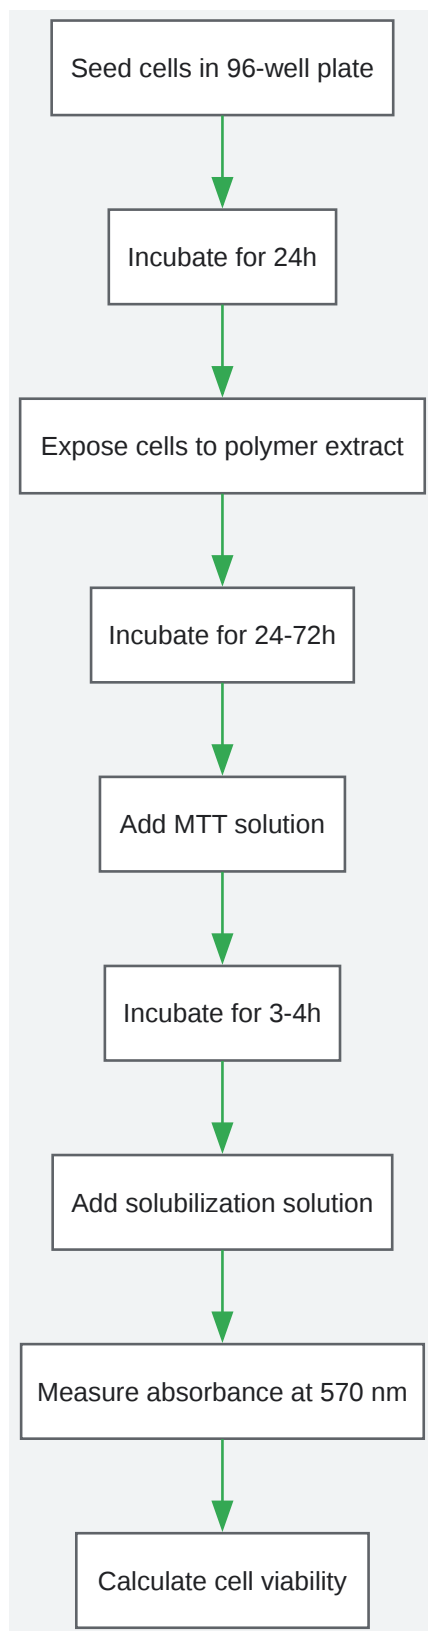 Seed cells in 96-well plate
Incubate for 24h
Expose cells to polymer extract
Incubate for 24-72h
Add MTT solution
Incubate for 3-4h
Add solubilization solution
Measure absorbance at 570 nm
Calculate cell viability